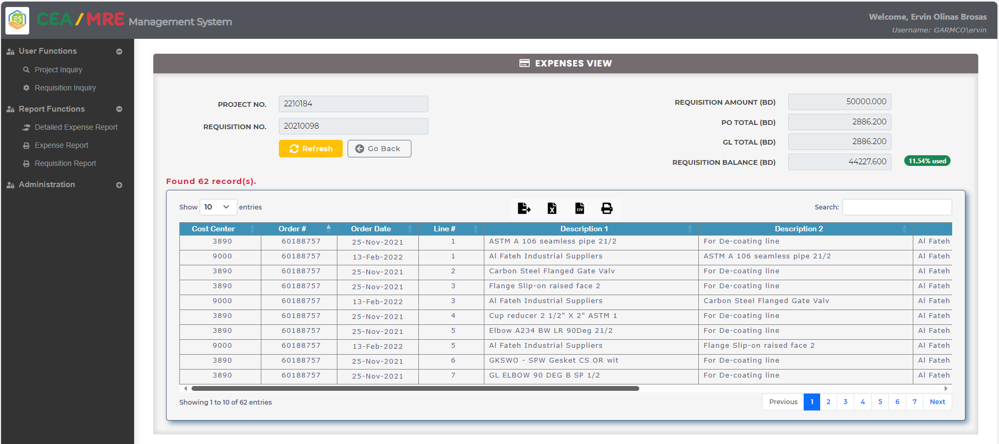 CEA/MRE Management System
Welcome, Ervin Olinas Brosas
Username: GARMCO\ervin
User Functions
Project Inquiry
Requisition Inquiry
Report Functions
Detailed Expense Report
Expense Report
Requisition Report
Administration
EXPENSES VIEW
PROJECT NO. 2210184
REQUISITION NO. 20210098
Refresh Go Back
REQUISITION AMOUNT (BD) 50000.000
PO TOTAL (BD) 2886.200
GL TOTAL (BD) 2886.200
REQUISITION BALANCE (BD) 44227.600 11.54% used
Found 62 record(s).
Show 10 entries CSV Search:
Cost Center Order # Order Date Line # Description 1 Description 2
3890 60188757 25-Nov-2021 1 ASTM A 106 seamless pipe 21/2 For De-coating line Al Fateh
9000 60188757 13-Feb-2022 1 Al Fateh Industrial Suppliers ASTM A 106 seamless pipe 21/2 Al Fateh
3890 60188757 25-Nov-2021 2 Carbon Steel Flanged Gate Valv For De-coating line Al Fateh
3890 60188757 25-Nov-2021 3 Flange Slip-on raised face 2 For De-coating line Al Fateh
9000 60188757 13-Feb-2022 3 Al Fateh Industrial Suppliers Carbon Steel Flanged Gate Valv Al Fateh
3890 60188757 25-Nov-2021 4 Cup reducer 2 1/2" X 2" ASTM 1 For De-coating line Al Fateh
3890 60188757 25-Nov-2021 5 Elbow A234 BW LR 90Deg 21/2 For De-coating line Al Fateh
9000 60188757 13-Feb-2022 5 Al Fateh Industrial Suppliers Flange Slip-on raised face 2 Al Fateh
3890 60188757 25-Nov-2021 6 GKSWO - SPW Gesket CS OR wit For De-coating line Al Fateh
3890 60188757 25-Nov-2021 7 GL ELBOW 90 DEG B SP 1/2 For De-coating line Al Fateh
Showing 1 to 10 of 62 entries
Previous 1 2 3 4 5 6 7 Next